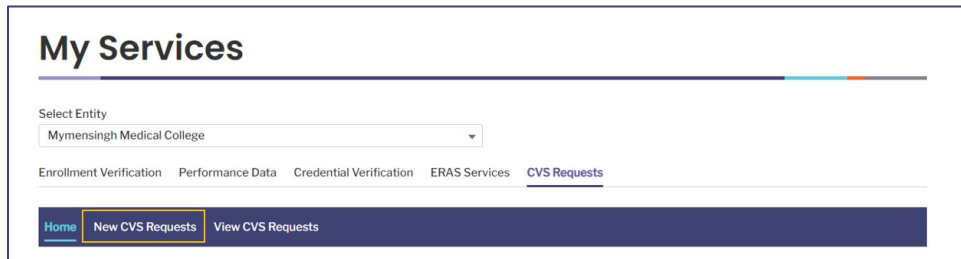 My Services
Select Entity
Mymensingh Medical College
Enrollment Verification Performance Data Credential Verification ERAS Services CVS Requests
Home New CVS Requests View CVS Requests